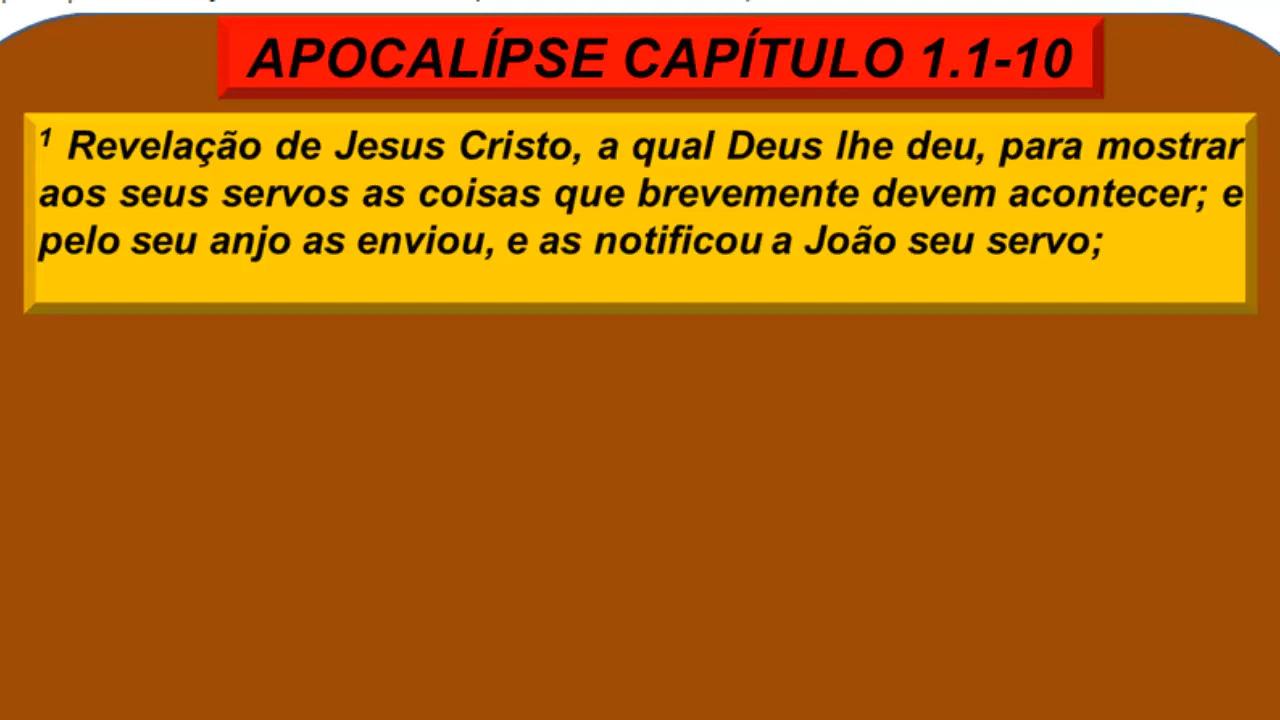 APOCALÍPSE CAPÍTULO 1.1-10
¹ Revelação de Jesus Cristo, a qual Deus lhe deu, para mostrar
aos seus servos as coisas que brevemente devem acontecer; e
pelo seu anjo as enviou, e as notificou a João seu servo;